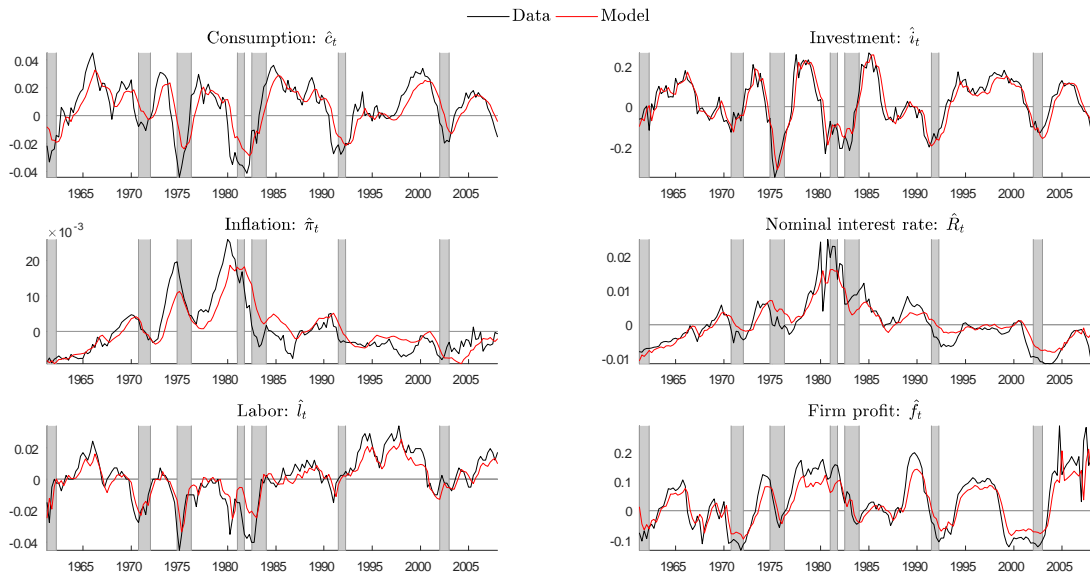 Data Model
Consumption: ĉₜ
0.04
0.02
0
-0.02
-0.04
1965 1970 1975 1980 1985 1990 1995 2000 2005
Investment: î̂ₜ
0.2
0
-0.2
1965 1970 1975 1980 1985 1990 1995 2000 2005
Inflation: π̂ₜ
× 10⁻³
20
10
0
1965 1970 1975 1980 1985 1990 1995 2000 2005
Nominal interest rate: R̂ₜ
0.02
0.01
0
-0.01
1965 1970 1975 1980 1985 1990 1995 2000 2005
Labor: l̂ₜ
0.02
0
-0.02
-0.04
1965 1970 1975 1980 1985 1990 1995 2000 2005
Firm profit: f̂ₜ
0.2
0.1
0
-0.1
1965 1970 1975 1980 1985 1990 1995 2000 2005